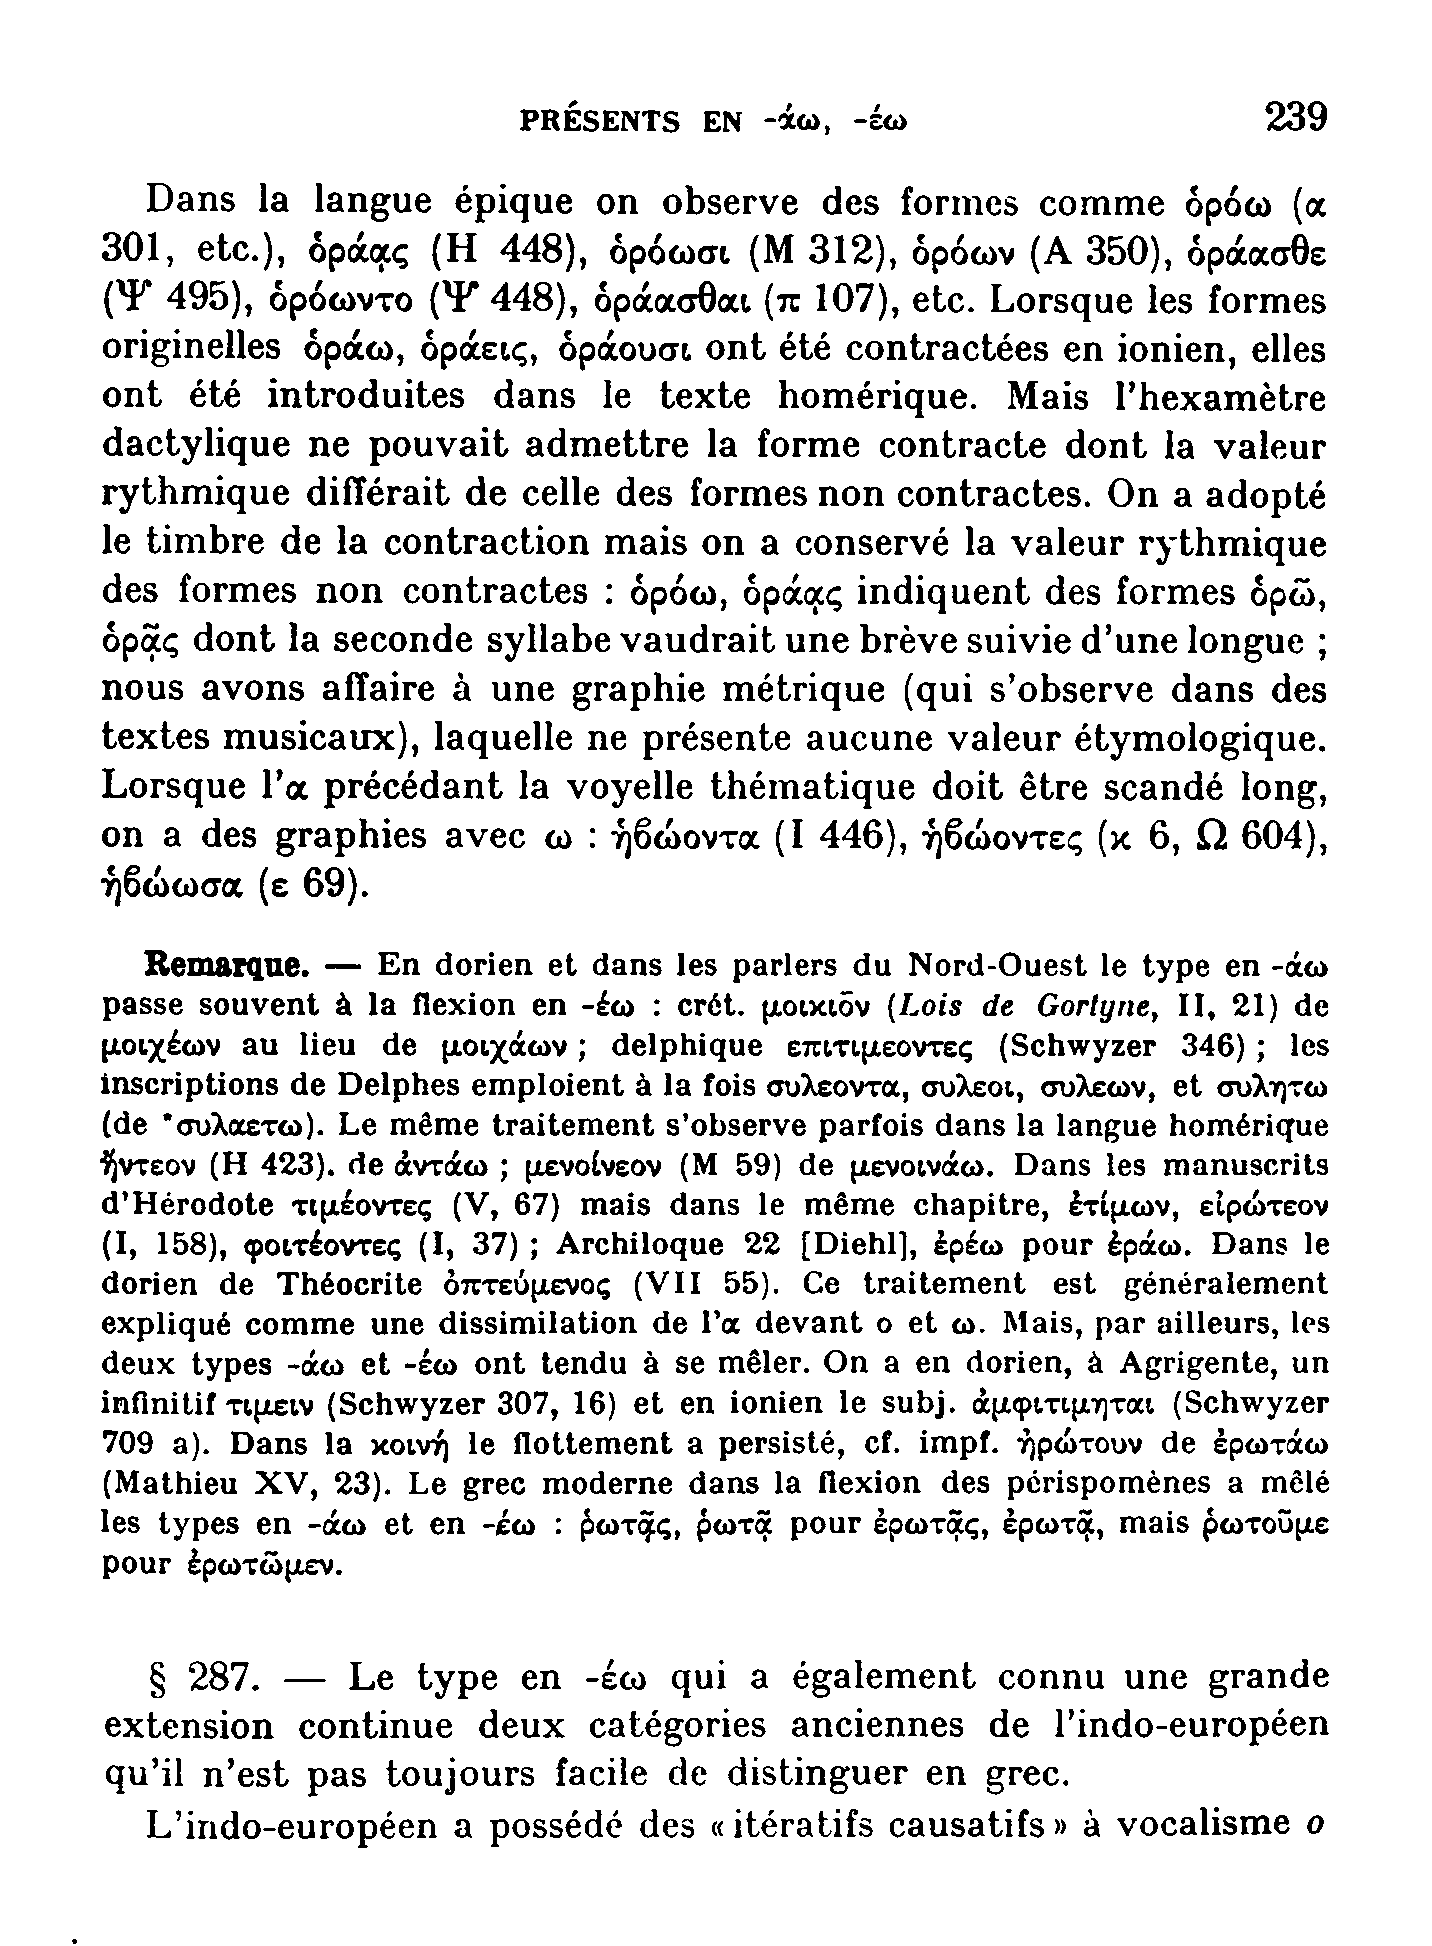 PRÉSENTS EN -άω, -έω 239
Dans la langue épique on observe des formes comme ὁρόω (α
301, etc.), ὁράᾳς (H 448), ὁρόωσι (M 312), ὁρόων (A 350), ὁράασθε
(Ψ 495), ὁρόωντο (Ψ 448), ὁράασθαι (π 107), etc. Lorsque les formes
originelles ὁράω, ὁράεις, ὁράουσι ont été contractées en ionien, elles
ont été introduites dans le texte homérique. Mais l'hexamètre
dactylique ne pouvait admettre la forme contracte dont la valeur
rythmique différait de celle des formes non contractes. On a adopté
le timbre de la contraction mais on a conservé la valeur rythmique
des formes non contractes : ὁρόω, ὁράᾳς indiquent des formes ὁρῶ,
ὁρᾷς dont la seconde syllabe vaudrait une brève suivie d'une longue ;
nous avons affaire à une graphie métrique (qui s'observe dans des
textes musicaux), laquelle ne présente aucune valeur étymologique.
Lorsque l'α précédant la voyelle thématique doit être scandé long,
on a des graphies avec ω : ἡϐώοντα (I 446), ἡϐώοντες (κ 6, Ω 604),
ἡϐώωσα (ε 69).
Remarque. — En dorien et dans les parlers du Nord-Ouest le type en -άω
passe souvent à la flexion en -έω : crét. μοικιο̄ν (Lois de Gortyne, II, 21) de
μοιχέων au lieu de μοιχάων ; delphique επιτιμεοντες (Schwyzer 346) ; les
inscriptions de Delphes emploient à la fois συλεοντα, συλεοι, συλεων, et συλητω
(de *συλαετω). Le même traitement s'observe parfois dans la langue homérique
ἤντεον (H 423). de ἀντάω ; μενοίνεον (M 59) de μενοινάω. Dans les manuscrits
d'Hérodote τιμέοντες (V, 67) mais dans le même chapitre, ἐτίμων, εἰρώτεον
(I, 158), φοιτέοντες (I, 37) ; Archiloque 22 [Diehl], ἐρέω pour ἐράω. Dans le
dorien de Théocrite ὀπτεύμενος (VII 55). Ce traitement est généralement
expliqué comme une dissimilation de l'α devant ο et ω. Mais, par ailleurs, les
deux types -άω et -έω ont tendu à se mêler. On a en dorien, à Agrigente, un
infinitif τιμειν (Schwyzer 307, 16) et en ionien le subj. ἀμφιτιμηται (Schwyzer
709 a). Dans la κοινή le flottement a persisté, cf. impf. ἠρώτουν de ἐρωτάω
(Mathieu XV, 23). Le grec moderne dans la flexion des périspomènes a mêlé
les types en -άω et en -έω : ῥωτᾷς, ῥωτᾷ pour ἐρωτᾷς, ἐρωτᾷ, mais ῥωτοῦμε
pour ἐρωτῶμεν.
§ 287. — Le type en -έω qui a également connu une grande
extension continue deux catégories anciennes de l'indo-européen
qu'il n'est pas toujours facile de distinguer en grec.
L'indo-européen a possédé des « itératifs causatifs » à vocalisme o